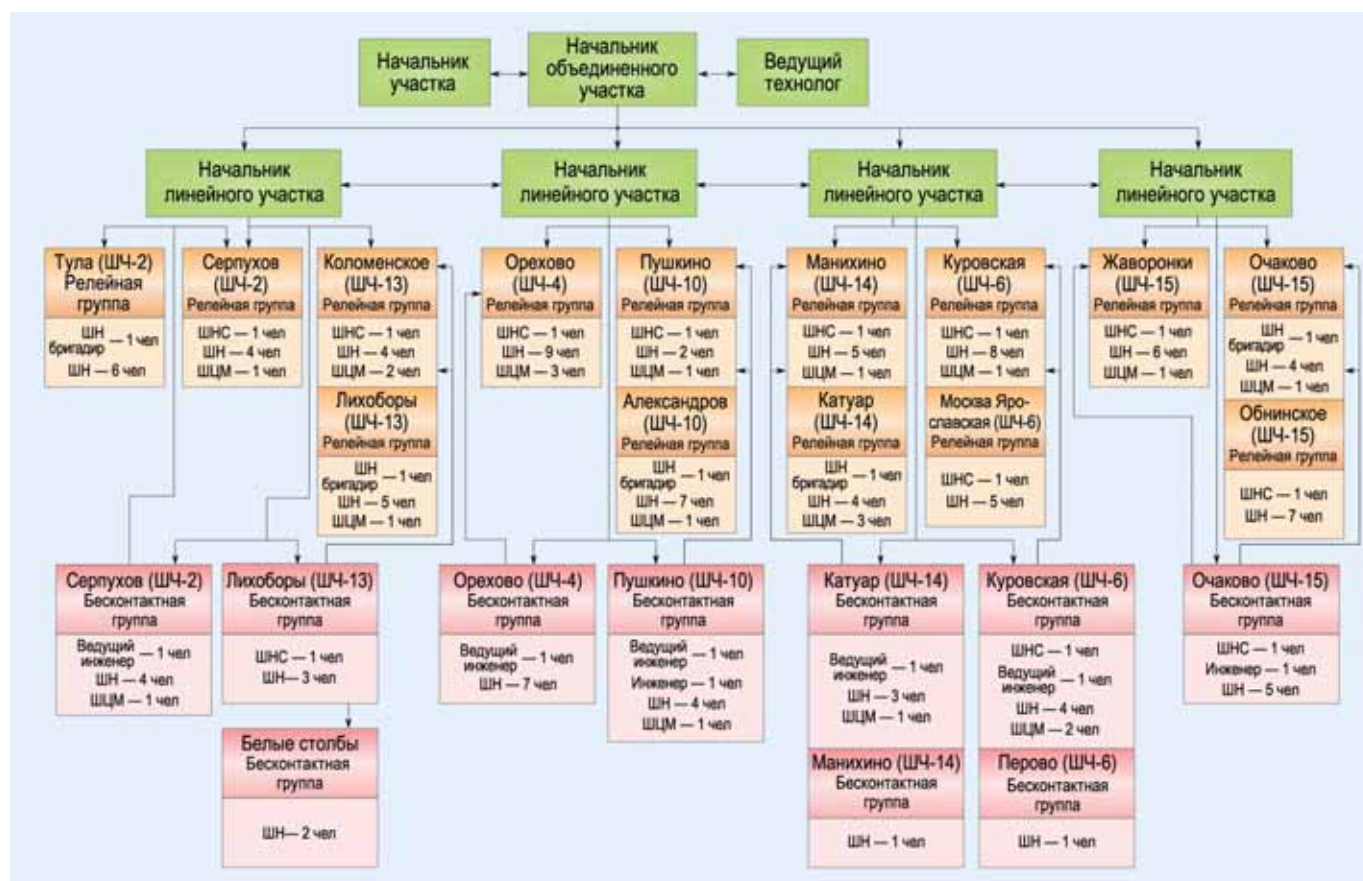 Начальник
участка
Начальник
объединенного
участка
Ведущий
технолог
Начальник
линейного участка
Начальник
линейного участка
Начальник
линейного участка
Начальник
линейного участка
Тула (ШЧ-2)
Релейная
группа
ШН
бригадир — 1 чел
ШН — 6 чел
Серпухов
(ШЧ-2)
Релейная группа
ШНС — 1 чел
ШН — 4 чел
ШЦМ — 1 чел
Коломенское
(ШЧ-13)
Релейная группа
ШНС — 1 чел
ШН — 4 чел
ШЦМ — 2 чел
Лихоборы
(ШЧ-13)
Релейная группа
ШН
бригадир — 1 чел
ШН — 5 чел
ШЦМ — 1 чел
Орехово
(ШЧ-4)
Релейная группа
ШНС — 1 чел
ШН — 9 чел
ШЦМ — 3 чел
Пушкино
(ШЧ-10)
Релейная группа
ШНС — 1 чел
ШН — 2 чел
ШЦМ — 1 чел
Александров
(ШЧ-10)
Релейная группа
ШН
бригадир — 1 чел
ШН — 7 чел
ШЦМ — 1 чел
Манихино
(ШЧ-14)
Релейная группа
ШНС — 1 чел
ШН — 5 чел
ШЦМ — 1 чел
Катуар
(ШЧ-14)
Релейная группа
ШН
бригадир — 1 чел
ШН — 4 чел
ШЦМ — 3 чел
Куровская
(ШЧ-6)
Релейная группа
ШНС — 1 чел
ШН — 8 чел
ШЦМ — 1 чел
Москва Яро-
славская (ШЧ-6)
Релейная группа
ШНС — 1 чел
ШН — 5 чел
Жаворонки
(ШЧ-15)
Релейная группа
ШНС — 1 чел
ШН — 6 чел
ШЦМ — 1 чел
Очаково
(ШЧ-15)
Релейная группа
ШН
бригадир — 1 чел
ШН — 4 чел
ШЦМ — 1 чел
Обнинское
(ШЧ-15)
Релейная группа
ШНС — 1 чел
ШН — 7 чел
Серпухов (ШЧ-2)
Бесконтактная
группа
Ведущий
инженер — 1 чел
ШН — 4 чел
ШЦМ — 1 чел
Лихоборы (ШЧ-13)
Бесконтактная
группа
ШНС — 1 чел
ШН— 3 чел
Белые столбы
Бесконтактная
группа
ШН— 2 чел
Орехово (ШЧ-4)
Бесконтактная
группа
Ведущий
инженер — 1 чел
ШН — 7 чел
Пушкино (ШЧ-10)
Бесконтактная
группа
Ведущий
инженер — 1 чел
Инженер — 1 чел
ШН — 4 чел
ШЦМ — 1 чел
Катуар (ШЧ-14)
Бесконтактная
группа
Ведущий
инженер — 1 чел
ШН — 3 чел
ШЦМ — 1 чел
Манихино (ШЧ-14)
Бесконтактная
группа
ШН — 1 чел
Куровская (ШЧ-6)
Бесконтактная
группа
ШНС — 1 чел
Ведущий
инженер — 1 чел
ШН — 4 чел
ШЦМ — 2 чел
Перово (ШЧ-6)
Бесконтактная
группа
ШН — 1 чел
Очаково (ШЧ-15)
Бесконтактная
группа
ШНС — 1 чел
Инженер — 1 чел
ШН — 5 чел